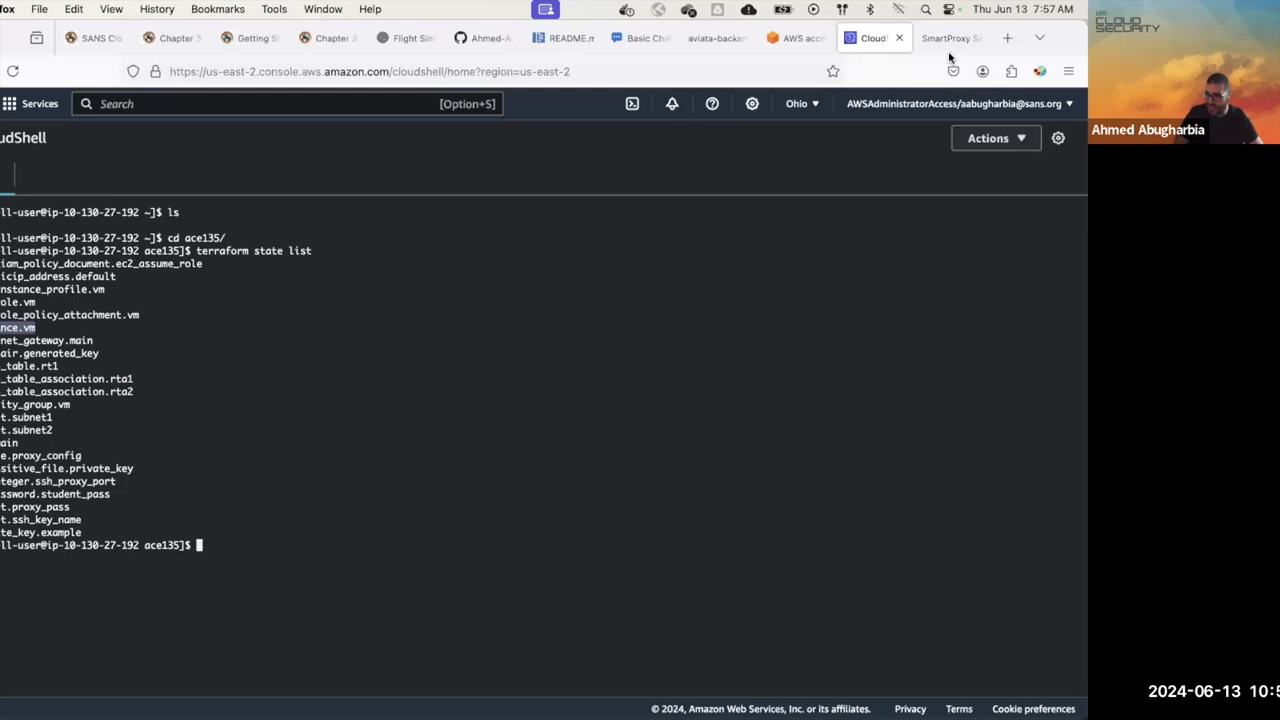 fox File Edit View History Bookmarks Tools Window Help Thu Jun 13 7:57 AM
SANS Clo Chapter 3 Getting S Chapter 3 Flight San Ahmed-A README.m Basic Chat aviata-backen AWS acce Cloud SmartProxy Se
https://us-east-2.console.aws.amazon.com/cloudshell/home?region=us-east-2
Services Search [Option+S] Ohio AWSAdministratorAccess/aabugharbia@sans.org
udShell Actions
ll-user@ip-10-130-27-192 ~]$ ls
ll-user@ip-10-130-27-192 ~]$ cd ace135/
ll-user@ip-10-130-27-192 ace135]$ terraform state list
iam_policy_document.ec2_assume_role
icip_address.default
nstance_profile.vm
ole.vm
ole_policy_attachment.vm
nce.vm
net_gateway.main
air.generated_key
_table.rt1
_table_association.rta1
_table_association.rta2
ity_group.vm
t.subnet1
t.subnet2
ain
e.proxy_config
sitive_file.private_key
nteger.ssh_proxy_port
ssword.student_pass
t.proxy_pass
t.ssh_key_name
te_key.example
ll-user@ip-10-130-27-192 ace135]$
© 2024, Amazon Web Services, Inc. or its affiliates. Privacy Terms Cookie preferences
SANS
CLOUD
SECURITY
Ahmed Abugharbia
2024-06-13 10:5